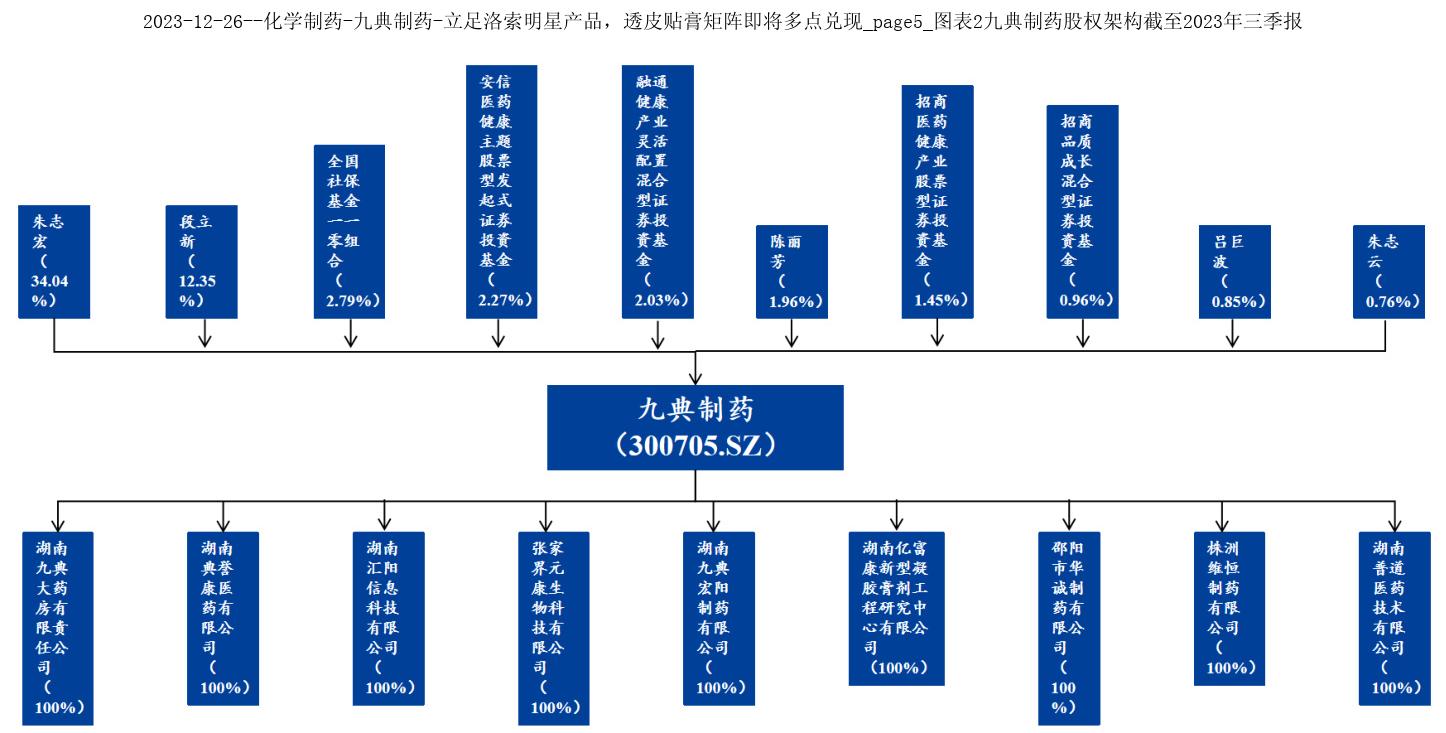 2023-12-26--化学制药-九典制药-立足洛索明星产品，透皮贴膏矩阵即将多点兑现_page5_图表2九典制药股权架构截至2023年三季报
朱志
宏
（
34.04
%）
段立
新
（
12.35
%）
全国
社保
基金
一一
零组
合（
2.79%）
安信
医药
健康
主题
股票
型发
起式
证券
投资
基金
（
2.27%）
融通
健康
产业
灵活
配置
混合
型证
券投
资基
金（
2.03%）
陈丽
芳
（
1.96%）
招商
医药
健康
产业
股票
型证
券投
资基
金（
1.45%）
招商
品质
成长
混合
型证
券投
资基
金（
0.96%）
吕巨
波
（
0.85%）
朱志
云
（
0.76%）
九典制药
（300705.SZ）
湖南
九典
大药
房有
限责
任公
司
（
100%）
湖南
典誉
康医
药有
限公
司
（
100%）
湖南
汇阳
信息
科技
有限
公司
（
100%）
张家
界元
康生
物科
技有
限公
司
（
100%）
湖南
九典
宏阳
制药
有限
公司
（
100%）
湖南亿富
康新型凝
胶膏剂工
程研究中
心有限公
司
（100%）
邵阳
市华
诚制
药有
限公
司
（
100
%）
株洲
维恒
制药
有限
公司
（
100%）
湖南
普道
医药
技术
有限
公司
（
100%）